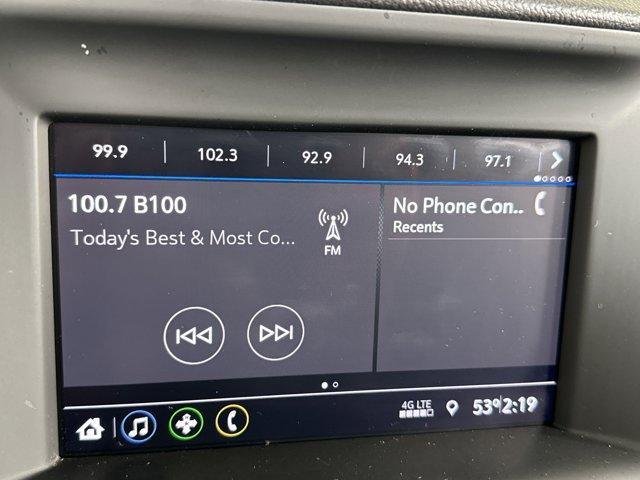 99.9 102.3 92.9 94.3 97.1
100.7 B100
Today's Best & Most Co...
FM
No Phone Con..
Recents
4G LTE
53° 2:19